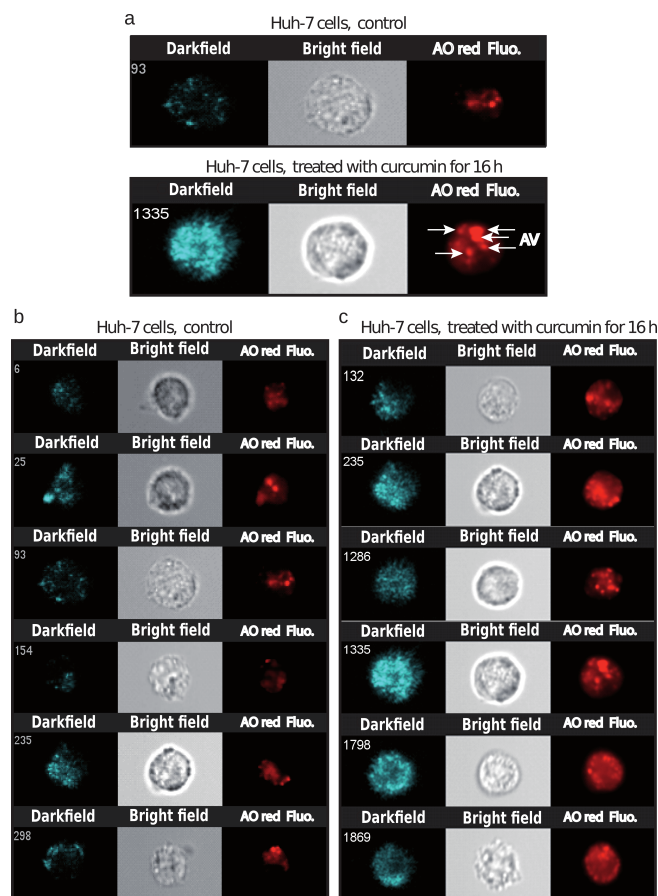 a
Huh-7 cells, control
Darkfield Bright field AO red Fluo.
93
Huh-7 cells, treated with curcumin for 16 h
Darkfield Bright field AO red Fluo.
1335
AV
b
Huh-7 cells, control
Darkfield Bright field AO red Fluo.
6
Darkfield Bright field AO red Fluo.
25
Darkfield Bright field AO red Fluo.
93
Darkfield Bright field AO red Fluo.
154
Darkfield Bright field AO red Fluo.
235
Darkfield Bright field AO red Fluo.
298
c
Huh-7 cells, treated with curcumin for 16 h
Darkfield Bright field AO red Fluo.
132
Darkfield Bright field AO red Fluo.
235
Darkfield Bright field AO red Fluo.
1286
Darkfield Bright field AO red Fluo.
1335
Darkfield Bright field AO red Fluo.
1798
Darkfield Bright field AO red Fluo.
1869